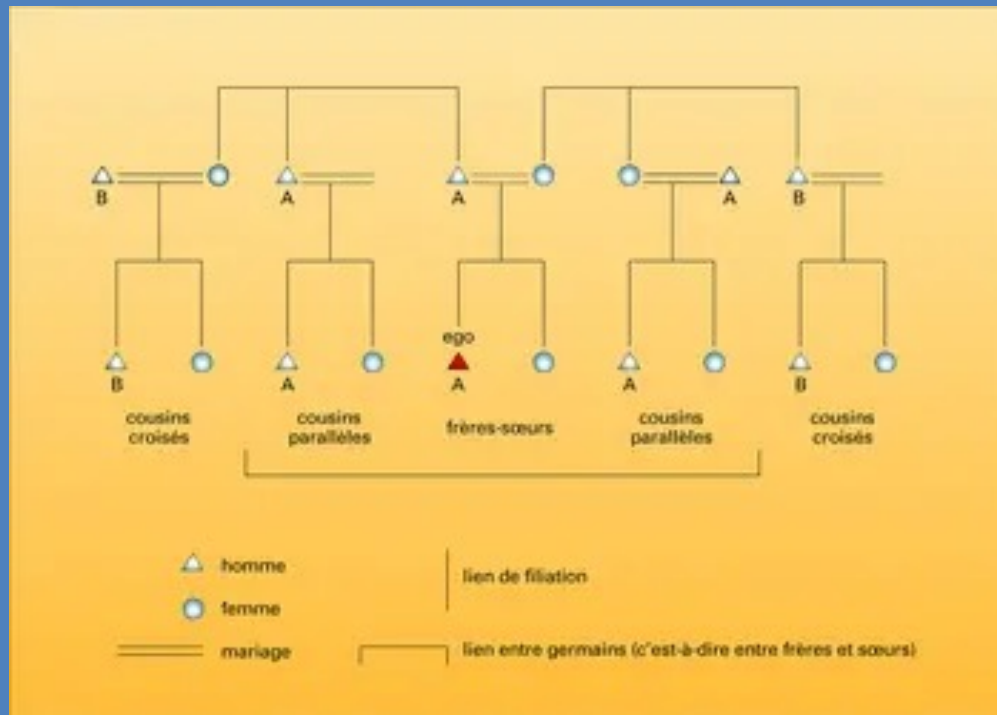 B
A
A
A
B
ego
B
A
A
A
B
cousins
croisés
cousins
parallèles
frères-sœurs
cousins
parallèles
cousins
croisés
homme
lien de filiation
femme
mariage
lien entre germains (c'est-à-dire entre frères et sœurs)